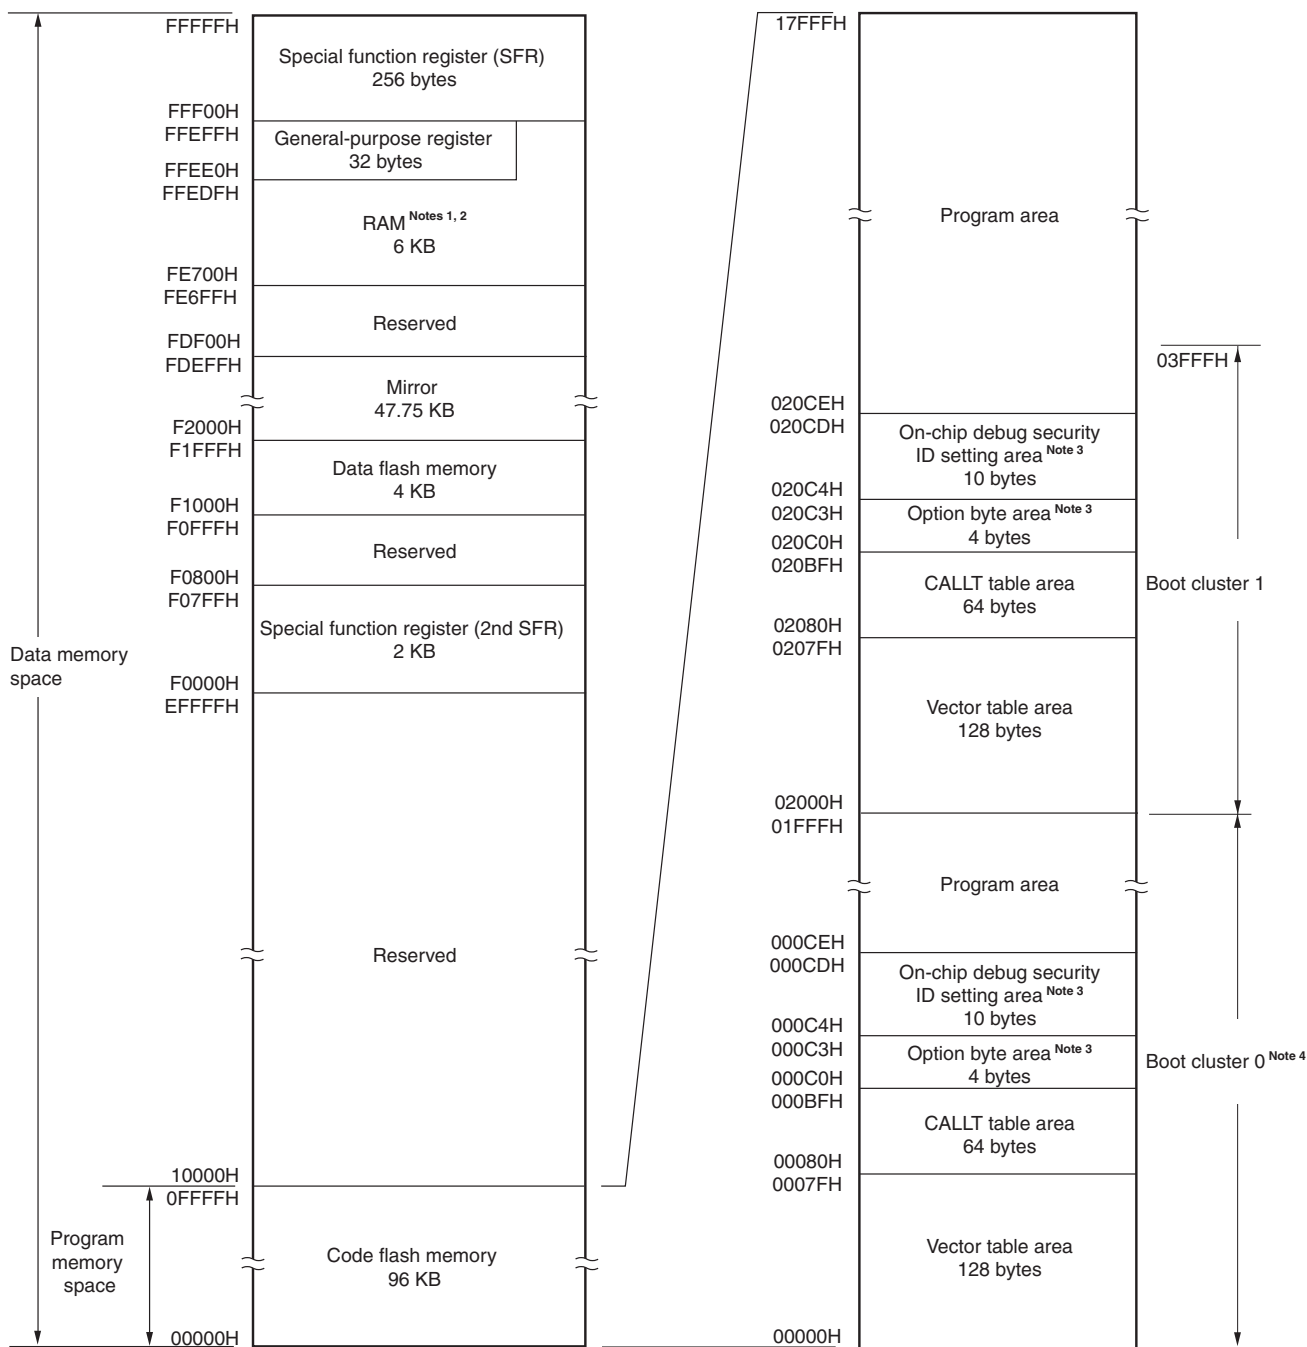 FFFFFH
Special function register (SFR)
256 bytes
FFF00H
FFEFFH
General-purpose register
32 bytes
FFEE0H
FFEDFH
RAM Notes 1, 2
6 KB
FE700H
FE6FFH
Reserved
FDF00H
FDEFFH
Mirror
47.75 KB
F2000H
F1FFFH
Data flash memory
4 KB
F1000H
F0FFFH
Reserved
F0800H
F07FFH
Special function register (2nd SFR)
2 KB
F0000H
EFFFFH
Data memory
space
Reserved
10000H
0FFFFH
Program
memory
space
Code flash memory
96 KB
00000H
17FFFH
Program area
03FFFH
020CEH
020CDH
On-chip debug security
ID setting area Note 3
10 bytes
020C4H
020C3H
Option byte area Note 3
4 bytes
020C0H
020BFH
CALLT table area
64 bytes
Boot cluster 1
02080H
0207FH
Vector table area
128 bytes
02000H
01FFFH
Program area
000CEH
000CDH
On-chip debug security
ID setting area Note 3
10 bytes
000C4H
000C3H
Option byte area Note 3
4 bytes
Boot cluster 0 Note 4
000C0H
000BFH
CALLT table area
64 bytes
00080H
0007FH
Vector table area
128 bytes
00000H